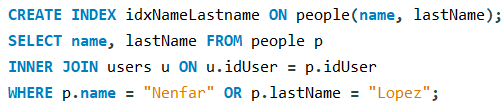 CREATE INDEX idxNameLastname ON people(name, lastName);
SELECT name, lastName FROM people p
INNER JOIN users u ON u.idUser = p.idUser
WHERE p.name = "Nenfar" OR p.lastName = "Lopez";